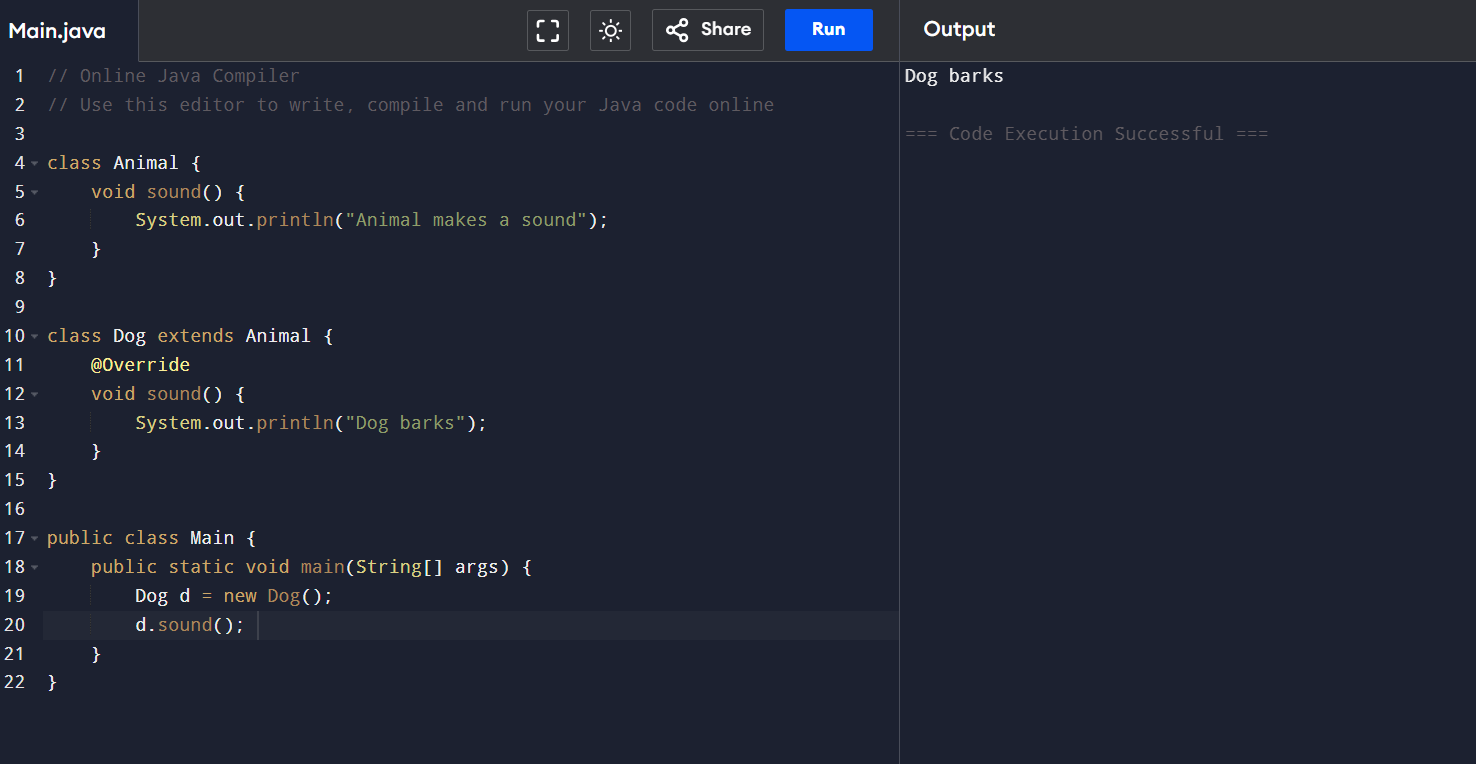 Main.java
Share
Run
Output
1 // Online Java Compiler
2 // Use this editor to write, compile and run your Java code online
3
4 class Animal {
5     void sound() {
6         System.out.println("Animal makes a sound");
7     }
8 }
9
10 class Dog extends Animal {
11     @Override
12     void sound() {
13         System.out.println("Dog barks");
14     }
15 }
16
17 public class Main {
18     public static void main(String[] args) {
19         Dog d = new Dog();
20         d.sound();
21     }
22 }
Dog barks
=== Code Execution Successful ===